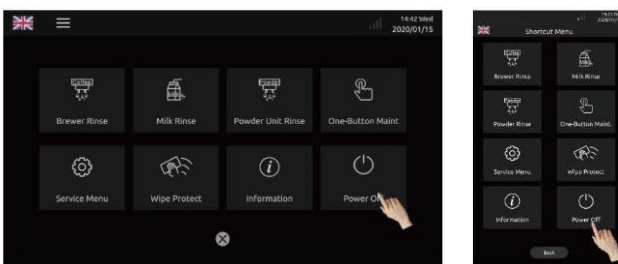 14:42 Wed
2020/01/15
Brewer Rinse
Milk Rinse
Powder Unit Rinse
One-Button Maint
Service Menu
Wipe Protect
Information
Power
Shortcut Menu
Brewer Rinse
Milk Rinse
Powder Rinse
One-Button Maint.
Service Menu
Wipe Protect
Information
Power Off
Back